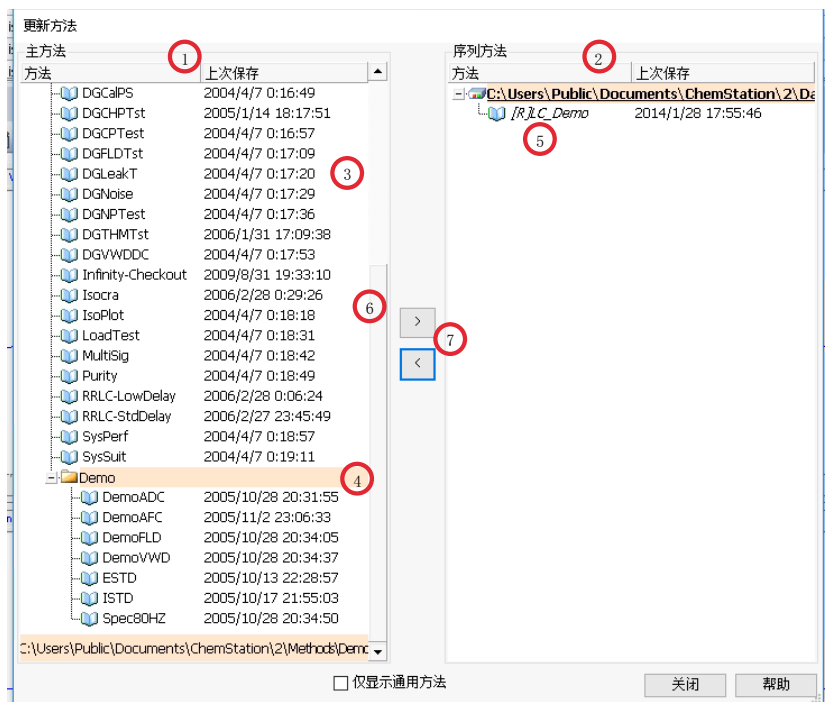 更新方法
主方法 1
方法 上次保存
DGCalPS 2004/4/7 0:16:49
DGCHPTst 2005/1/14 18:17:51
DGCPTest 2004/4/7 0:16:57
DGFLDTst 2004/4/7 0:17:09
DGLeakT 2004/4/7 0:17:20 3
DGNoise 2004/4/7 0:17:29
DGNPTest 2004/4/7 0:17:36
DGTHMTst 2006/1/31 17:09:38
DGVWDDC 2004/4/7 0:17:53
Infinity-Checkout 2009/8/31 19:33:10
Isocra 2006/2/28 0:29:26
IsoPlot 2004/4/7 0:18:18 6
LoadTest 2004/4/7 0:18:31
MultiSig 2004/4/7 0:18:42
Purity 2004/4/7 0:18:49
RRLC-LowDelay 2006/2/28 0:06:24
RRLC-StdDelay 2006/2/27 23:45:49
SysPerf 2004/4/7 0:18:57
SysSuit 2004/4/7 0:19:11
Demo 4
DemoADC 2005/10/28 20:31:55
DemoAFC 2005/11/2 23:06:33
DemoFLD 2005/10/28 20:34:05
DemoVWD 2005/10/28 20:34:37
ESTD 2005/10/13 22:28:57
ISTD 2005/10/17 21:55:03
Spec80HZ 2005/10/28 20:34:50
C:\Users\Public\Documents\ChemStation\2\Methods\Demo
>
7
<
序列方法 2
方法 上次保存
C:\Users\Public\Documents\ChemStation\2\Da
[R]LC_Demo 2014/1/28 17:55:46
5
仅显示通用方法
关闭 帮助